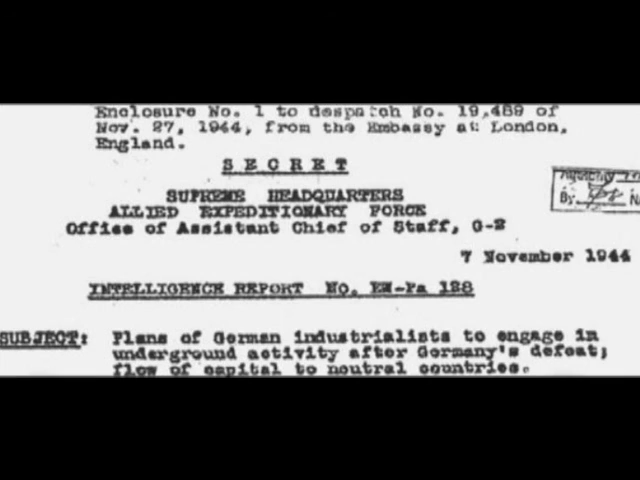 Enclosure No. 1 to despatch No. 19,489 of
Nov. 27, 1944, from the Embassy at London,
England.
SECRET
SUPREME HEADQUARTERS
ALLIED EXPEDITIONARY FORCE
Office of Assistant Chief of Staff, G-2
By
7 November 1944
INTELLIGENCE REPORT NO. EW-Pa 128
SUBJECT: Plans of German industrialists to engage in
underground activity after Germany's defeat;
flow of capital to neutral countries.